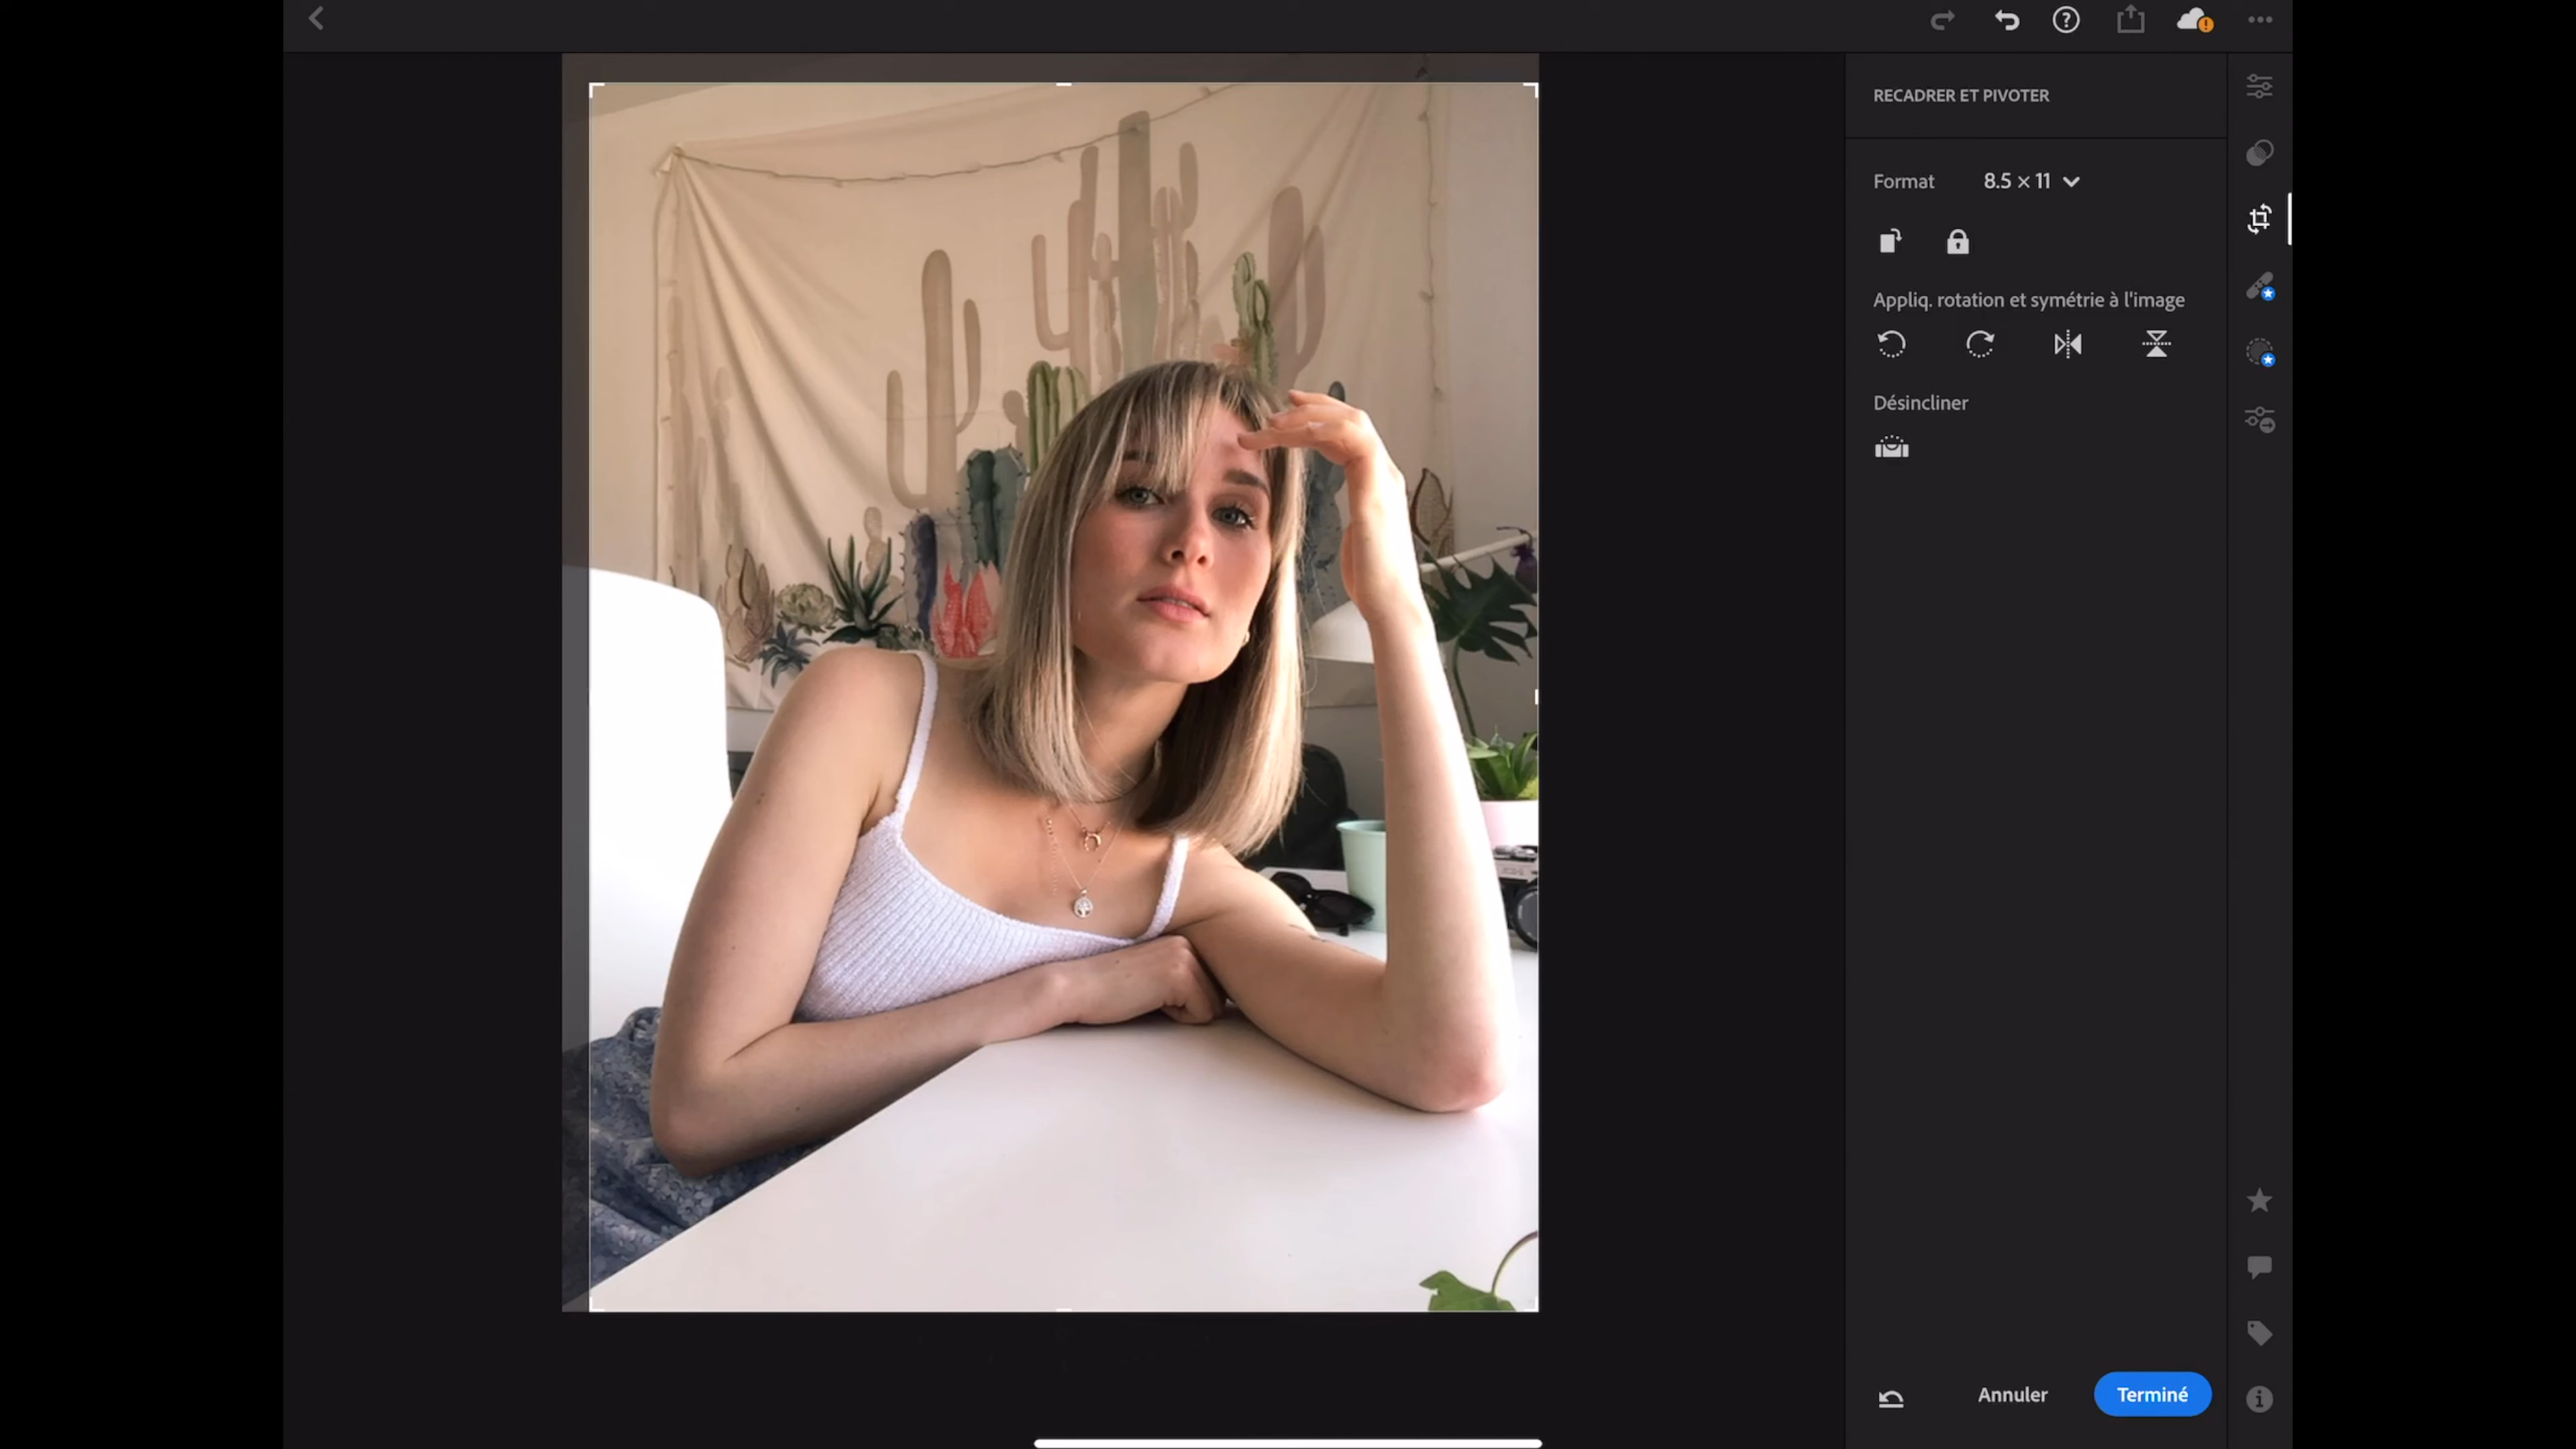 RECADRER ET PIVOTER
Format 8.5 × 11
Appliq. rotation et symétrie à l'image
Désincliner
Annuler Terminé